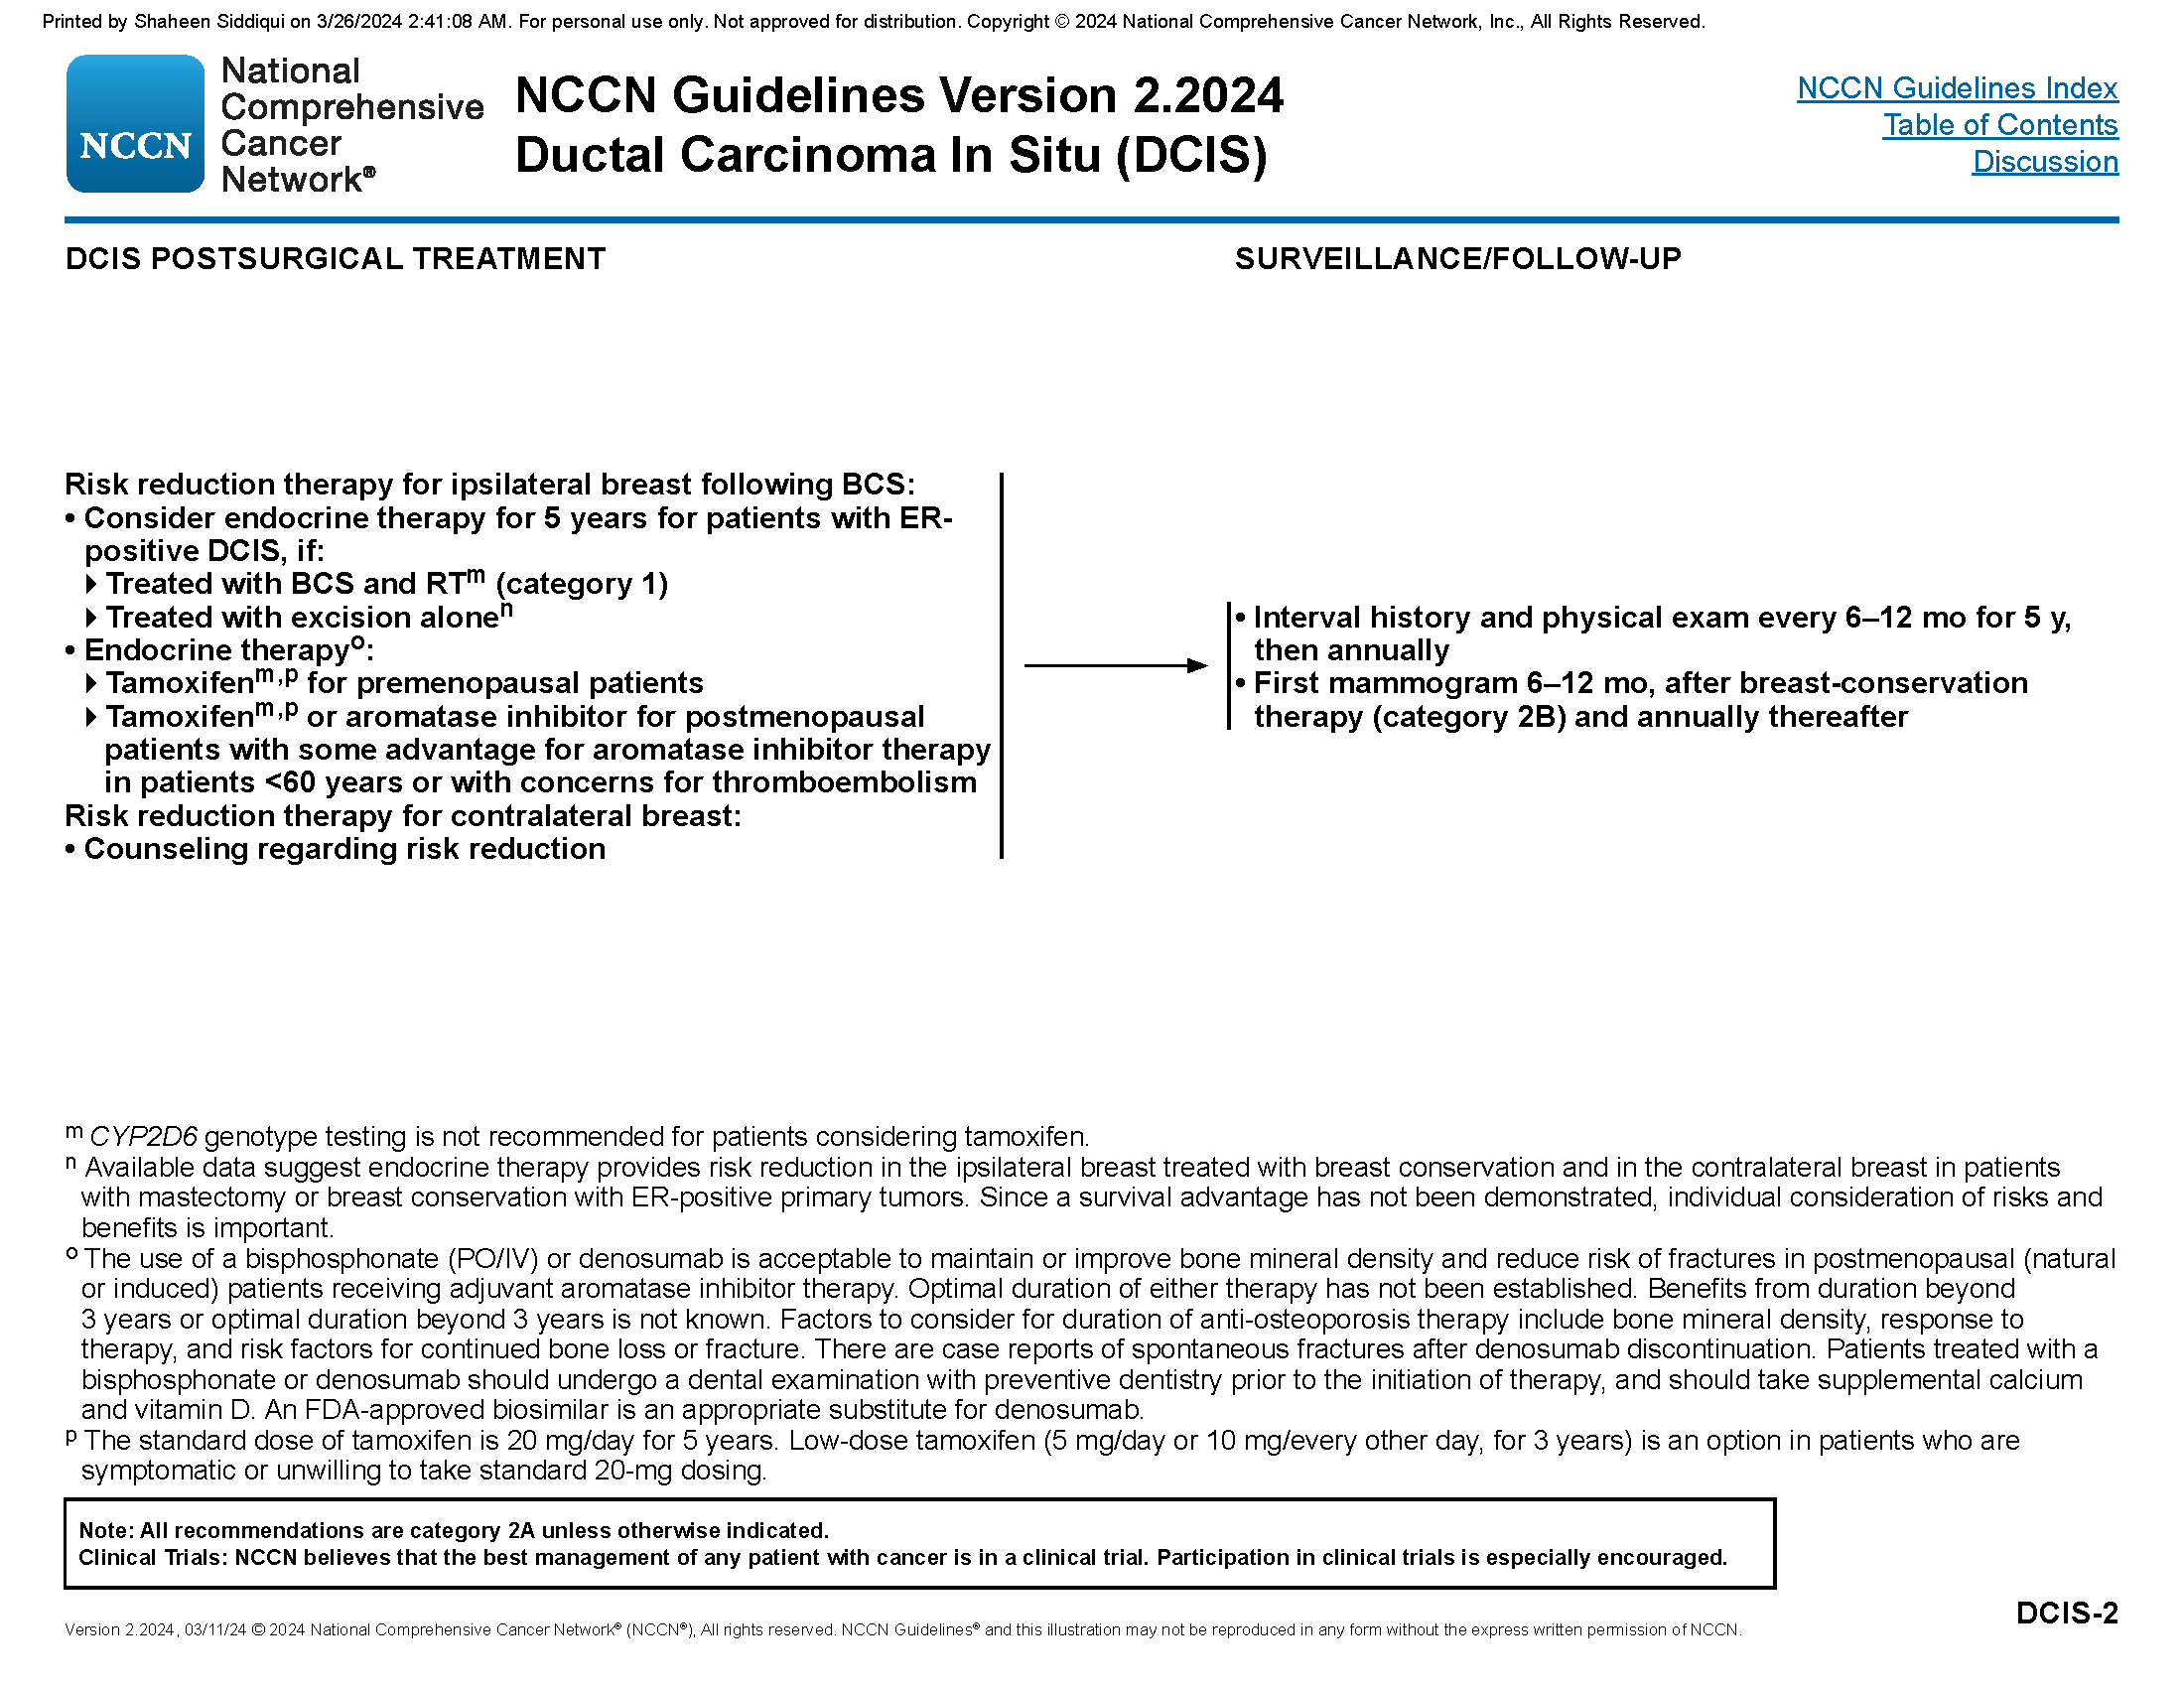 Printed by Shaheen Siddiqui on 3/26/2024 2:41:08 AM. For personal use only. Not approved for distribution. Copyright © 2024 National Comprehensive Cancer Network, Inc., All Rights Reserved.
NCCN
National
Comprehensive
Cancer
Network®
NCCN Guidelines Version 2.2024
Ductal Carcinoma In Situ (DCIS)
NCCN Guidelines Index
Table of Contents
Discussion
DCIS POSTSURGICAL TREATMENT
Risk reduction therapy for ipsilateral breast following BCS:
• Consider endocrine therapy for 5 years for patients with ER-
positive DCIS, if:
▸ Treated with BCS and RTᵐ (category 1)
▸ Treated with excision aloneⁿ
• Endocrine therapyᵒ:
▸ Tamoxifenᵐ,ᵖ for premenopausal patients
▸ Tamoxifenᵐ,ᵖ or aromatase inhibitor for postmenopausal
patients with some advantage for aromatase inhibitor therapy
in patients <60 years or with concerns for thromboembolism
Risk reduction therapy for contralateral breast:
• Counseling regarding risk reduction
SURVEILLANCE/FOLLOW-UP
• Interval history and physical exam every 6–12 mo for 5 y,
then annually
• First mammogram 6–12 mo, after breast-conservation
therapy (category 2B) and annually thereafter
ᵐ CYP2D6 genotype testing is not recommended for patients considering tamoxifen.
ⁿ Available data suggest endocrine therapy provides risk reduction in the ipsilateral breast treated with breast conservation and in the contralateral breast in patients
with mastectomy or breast conservation with ER-positive primary tumors. Since a survival advantage has not been demonstrated, individual consideration of risks and
benefits is important.
ᵒ The use of a bisphosphonate (PO/IV) or denosumab is acceptable to maintain or improve bone mineral density and reduce risk of fractures in postmenopausal (natural
or induced) patients receiving adjuvant aromatase inhibitor therapy. Optimal duration of either therapy has not been established. Benefits from duration beyond
3 years or optimal duration beyond 3 years is not known. Factors to consider for duration of anti-osteoporosis therapy include bone mineral density, response to
therapy, and risk factors for continued bone loss or fracture. There are case reports of spontaneous fractures after denosumab discontinuation. Patients treated with a
bisphosphonate or denosumab should undergo a dental examination with preventive dentistry prior to the initiation of therapy, and should take supplemental calcium
and vitamin D. An FDA-approved biosimilar is an appropriate substitute for denosumab.
ᵖ The standard dose of tamoxifen is 20 mg/day for 5 years. Low-dose tamoxifen (5 mg/day or 10 mg/every other day, for 3 years) is an option in patients who are
symptomatic or unwilling to take standard 20-mg dosing.
Note: All recommendations are category 2A unless otherwise indicated.
Clinical Trials: NCCN believes that the best management of any patient with cancer is in a clinical trial. Participation in clinical trials is especially encouraged.
DCIS-2
Version 2.2024, 03/11/24 © 2024 National Comprehensive Cancer Network® (NCCN®), All rights reserved. NCCN Guidelines® and this illustration may not be reproduced in any form without the express written permission of NCCN.